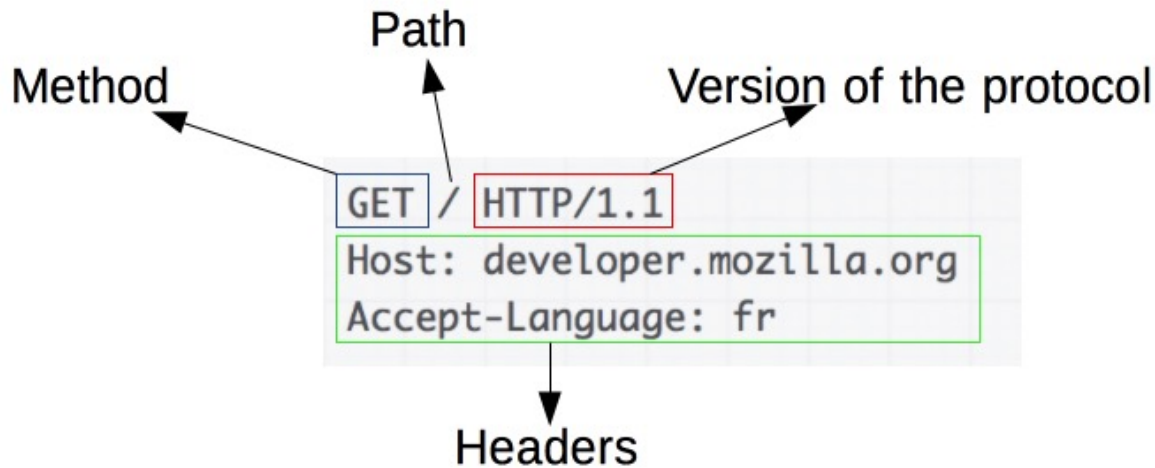 Path
Method
Version of the protocol
GET / HTTP/1.1
Host: developer.mozilla.org
Accept-Language: fr
Headers